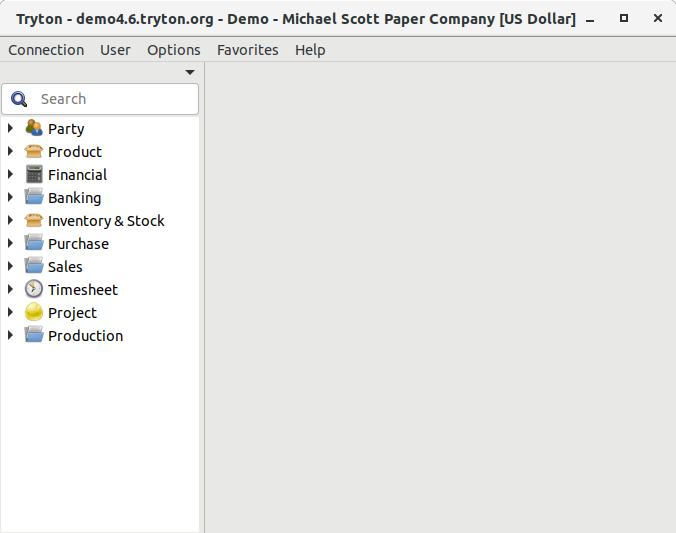 Tryton - demo4.6.tryton.org - Demo - Michael Scott Paper Company [US Dollar]
Connection User Options Favorites Help
Search
Party
Product
Financial
Banking
Inventory & Stock
Purchase
Sales
Timesheet
Project
Production